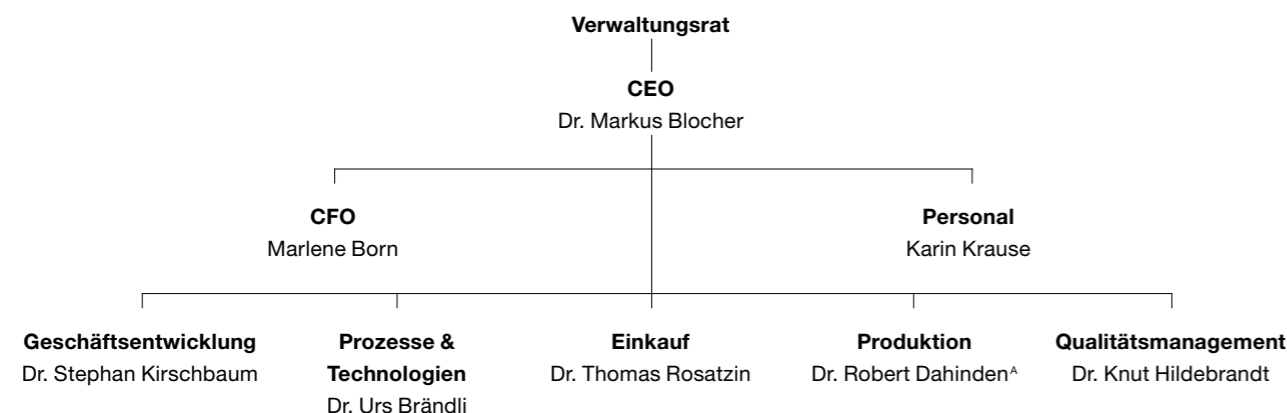 Verwaltungsrat
CEO
Dr. Markus Blocher
CFO
Marlene Born
Personal
Karin Krause
Geschäftsentwicklung
Dr. Stephan Kirschbaum
Prozesse &
Technologien
Dr. Urs Brändli
Einkauf
Dr. Thomas Rosatzin
Produktion
Dr. Robert Dahindenᴬ
Qualitätsmanagement
Dr. Knut Hildebrandt